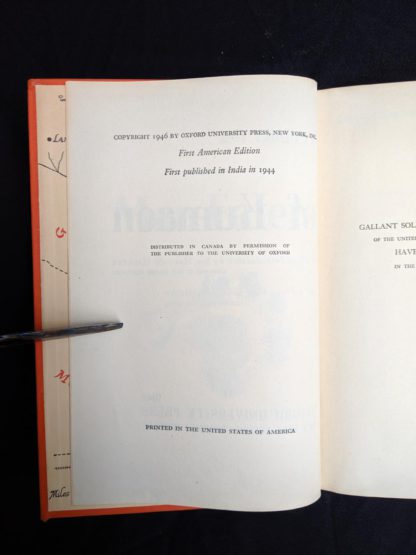 COPYRIGHT 1946 BY OXFORD UNIVERSITY PRESS, NEW YORK, INC.
First American Edition
First published in India in 1944
DISTRIBUTED IN CANADA BY PERMISSION OF
THE PUBLISHER TO THE UNIVERSITY OF OXFORD
PRINTED IN THE UNITED STATES OF AMERICA
GALLANT SOL
OF THE UNITE
HAVE
IN THE
5
Miles